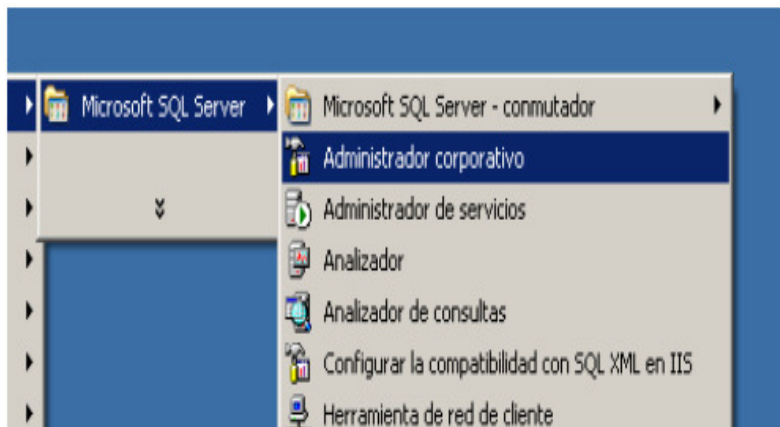 Microsoft SQL Server
Microsoft SQL Server - conmutador
Administrador corporativo
Administrador de servicios
Analizador
Analizador de consultas
Configurar la compatibilidad con SQL XML en IIS
Herramienta de red de cliente